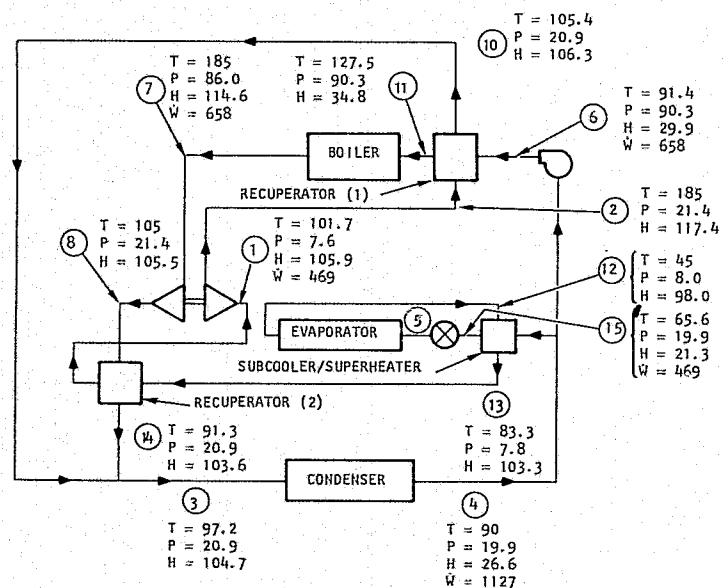 10
T = 105.4
P = 20.9
H = 106.3
T = 185
P = 86.0
H = 114.6
Ẇ = 658
7
T = 127.5
P = 90.3
H = 34.8
11
T = 91.4
P = 90.3
H = 29.9
Ẇ = 658
6
BOILER
RECUPERATOR (1)
T = 185
P = 21.4
H = 117.4
2
T = 105
P = 21.4
H = 105.5
8
T = 101.7
P = 7.6
H = 105.9
Ẇ = 469
1
12
T = 45
P = 8.0
H = 98.0
EVAPORATOR
5
15
T = 65.6
P = 19.9
H = 21.3
Ẇ = 469
SUBCOOLER/SUPERHEATER
RECUPERATOR (2)
13
T = 83.3
P = 7.8
H = 103.3
14
T = 91.3
P = 20.9
H = 103.6
CONDENSER
3
T = 97.2
P = 20.9
H = 104.7
4
T = 90
P = 19.9
H = 26.6
Ẇ = 1127